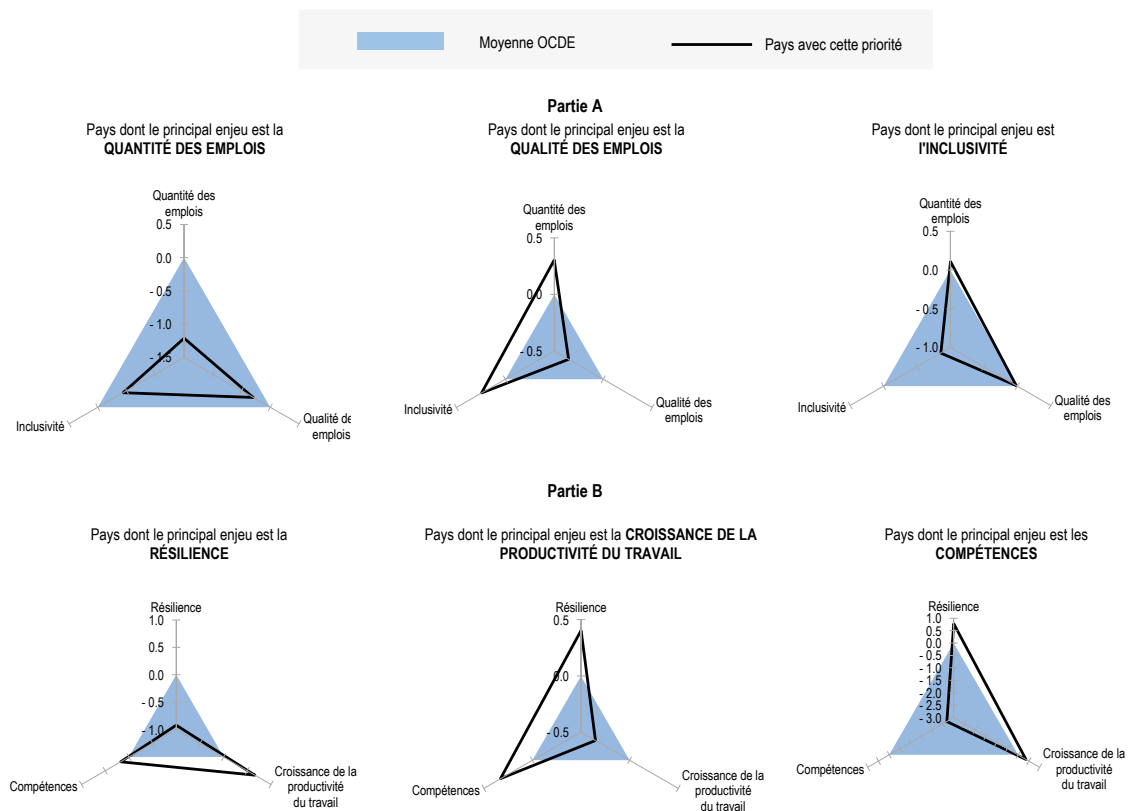 Moyenne OCDE
Pays avec cette priorité
Partie A
Pays dont le principal enjeu est la
QUANTITÉ DES EMPLOIS
Quantité des
emplois
0.5
0.0
- 0.5
- 1.0
- 1.5
Inclusivité
Qualité de
emplois
Pays dont le principal enjeu est la
QUALITÉ DES EMPLOIS
Quantité des
emplois
0.5
0.0
- 0.5
Inclusivité
Qualité des
emplois
Pays dont le principal enjeu est
l'INCLUSIVITÉ
Quantité des
emplois
0.5
0.0
- 0.5
- 1.0
Inclusivité
Qualité des
emplois
Partie B
Pays dont le principal enjeu est la
RÉSILIENCE
Résilience
1.0
0.5
0.0
- 0.5
- 1.0
Compétences
Croissance de la
productivité
du travail
Pays dont le principal enjeu est la CROISSANCE DE LA
PRODUCTIVITÉ DU TRAVAIL
Résilience
0.5
0.0
- 0.5
Compétences
Croissance de la
productivité
du travail
Pays dont le principal enjeu est les
COMPÉTENCES
Résilience
1.0
0.5
0.0
- 0.5
- 1.0
- 1.5
- 2.0
- 2.5
- 3.0
Compétences
Croissance de la
productivité
du travail